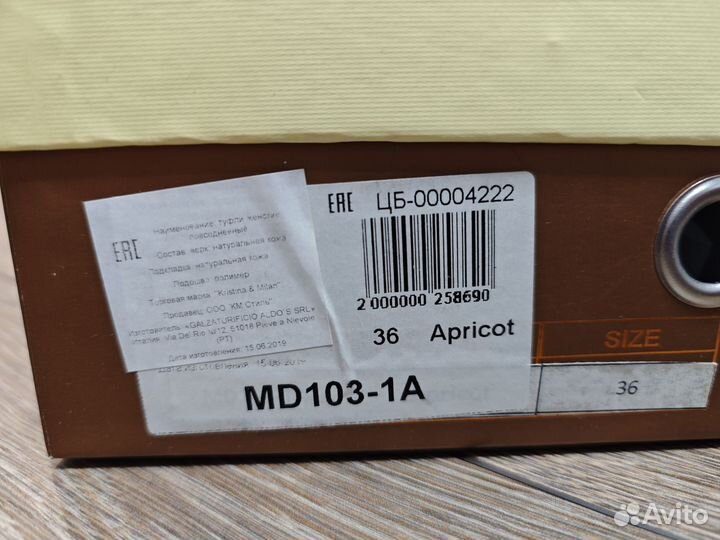 ЕАС
Наименование: туфли женские
повседневные
Состав: верх: натуральная кожа
Подкладка: натуральная кожа
Подошва: полимер
Торговая марка: "Kristina & Milan"
Продавец: ООО "КМ Стиль"
Изготовитель: «GALZATURIFICIO ALDO'S SRL»
Италия, Via Del Rio №12, 51016 Pieve a Nievole
(PT)
Дата изготовления: 15.06.2019
ЕАС ЦБ-00004222
2 000000 258690
36 Apricot
MD103-1A
SIZE
36
Avito